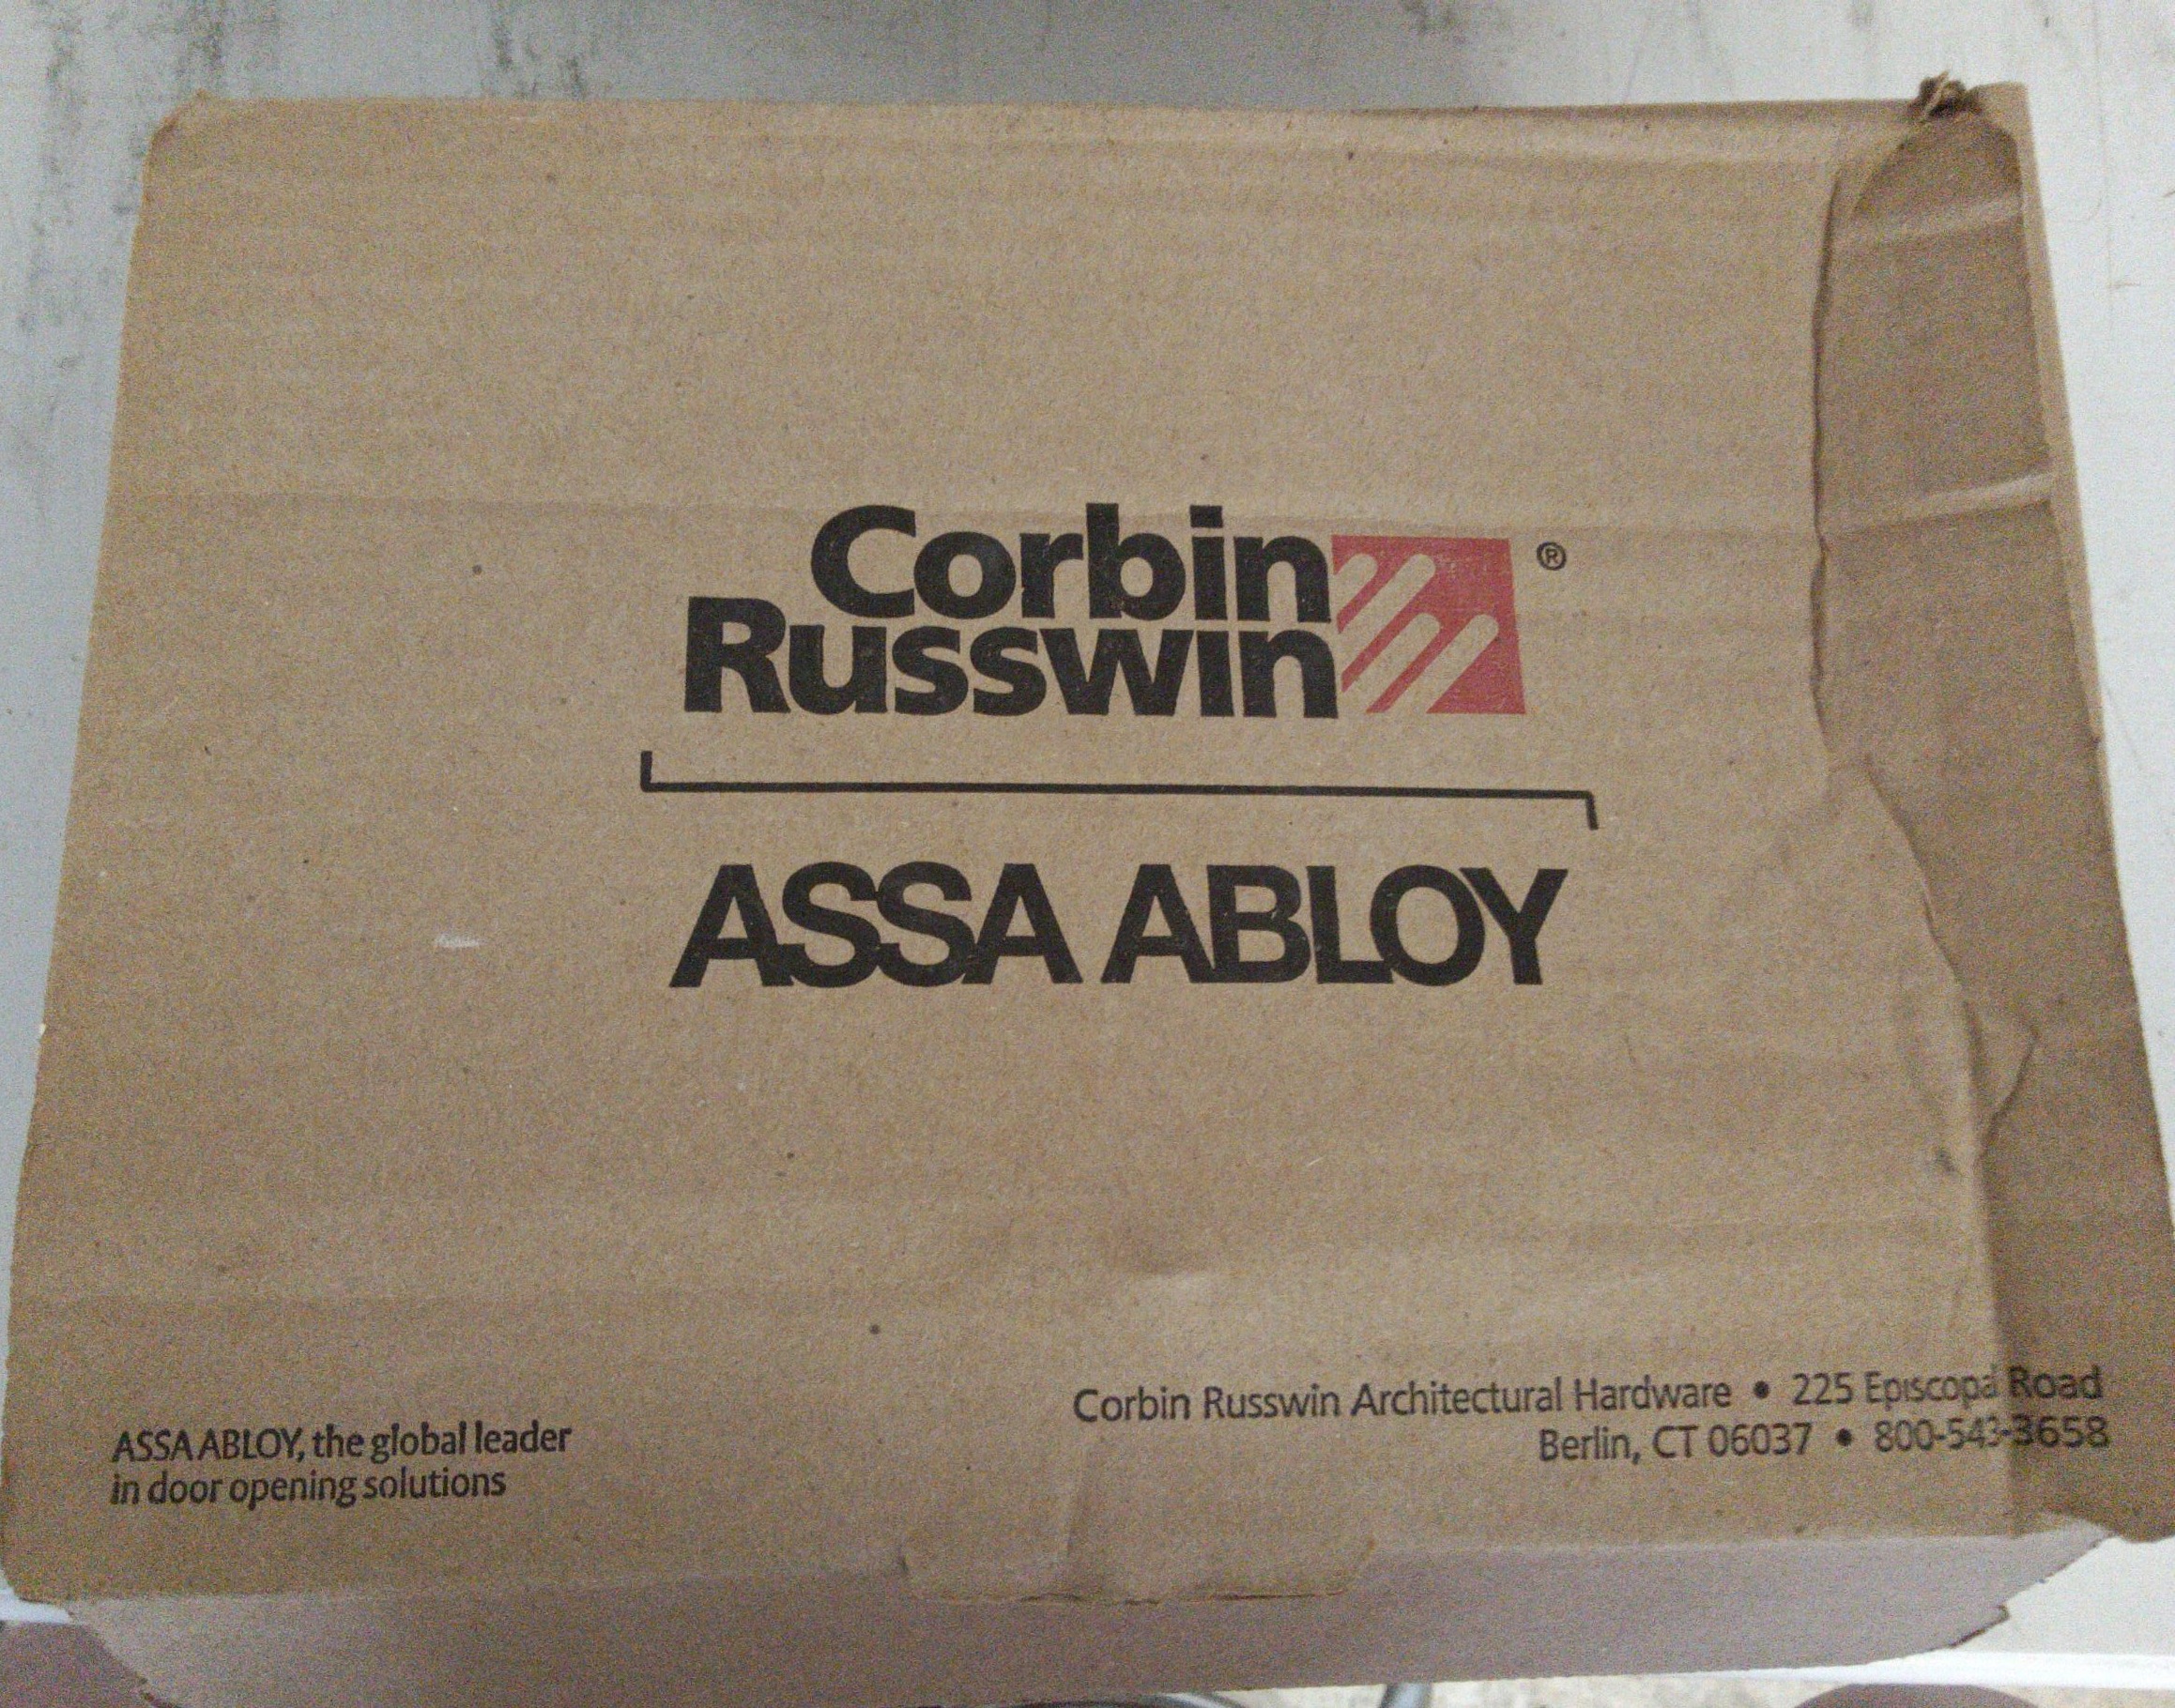 Corbin
Russwin ®
ASSA ABLOY
ASSA ABLOY, the global leader
in door opening solutions
Corbin Russwin Architectural Hardware • 225 Episcopal Road
Berlin, CT 06037 • 800-543-3658